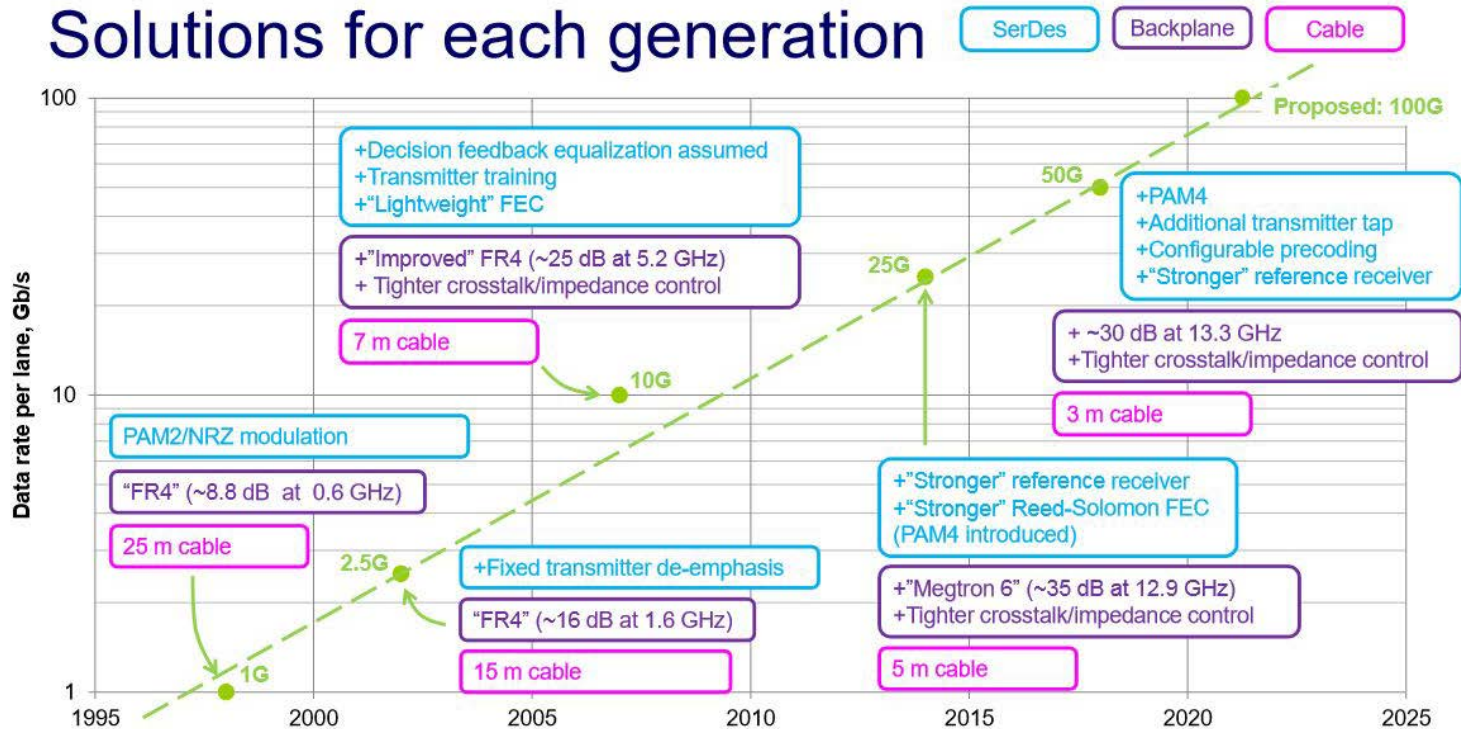 Solutions for each generation
SerDes
Backplane
Cable
Data rate per lane, Gb/s
100
10
1
1995
2000
2005
2010
2015
2020
2025
PAM2/NRZ modulation
“FR4” (~8.8 dB at 0.6 GHz)
25 m cable
1G
2.5G
+Fixed transmitter de-emphasis
“FR4” (~16 dB at 1.6 GHz)
15 m cable
+Decision feedback equalization assumed
+Transmitter training
+“Lightweight” FEC
+”Improved” FR4 (~25 dB at 5.2 GHz)
+ Tighter crosstalk/impedance control
7 m cable
10G
25G
+”Stronger” reference receiver
+“Stronger” Reed-Solomon FEC
(PAM4 introduced)
+”Megtron 6” (~35 dB at 12.9 GHz)
+Tighter crosstalk/impedance control
5 m cable
50G
+PAM4
+Additional transmitter tap
+Configurable precoding
+“Stronger” reference receiver
+ ~30 dB at 13.3 GHz
+Tighter crosstalk/impedance control
3 m cable
Proposed: 100G